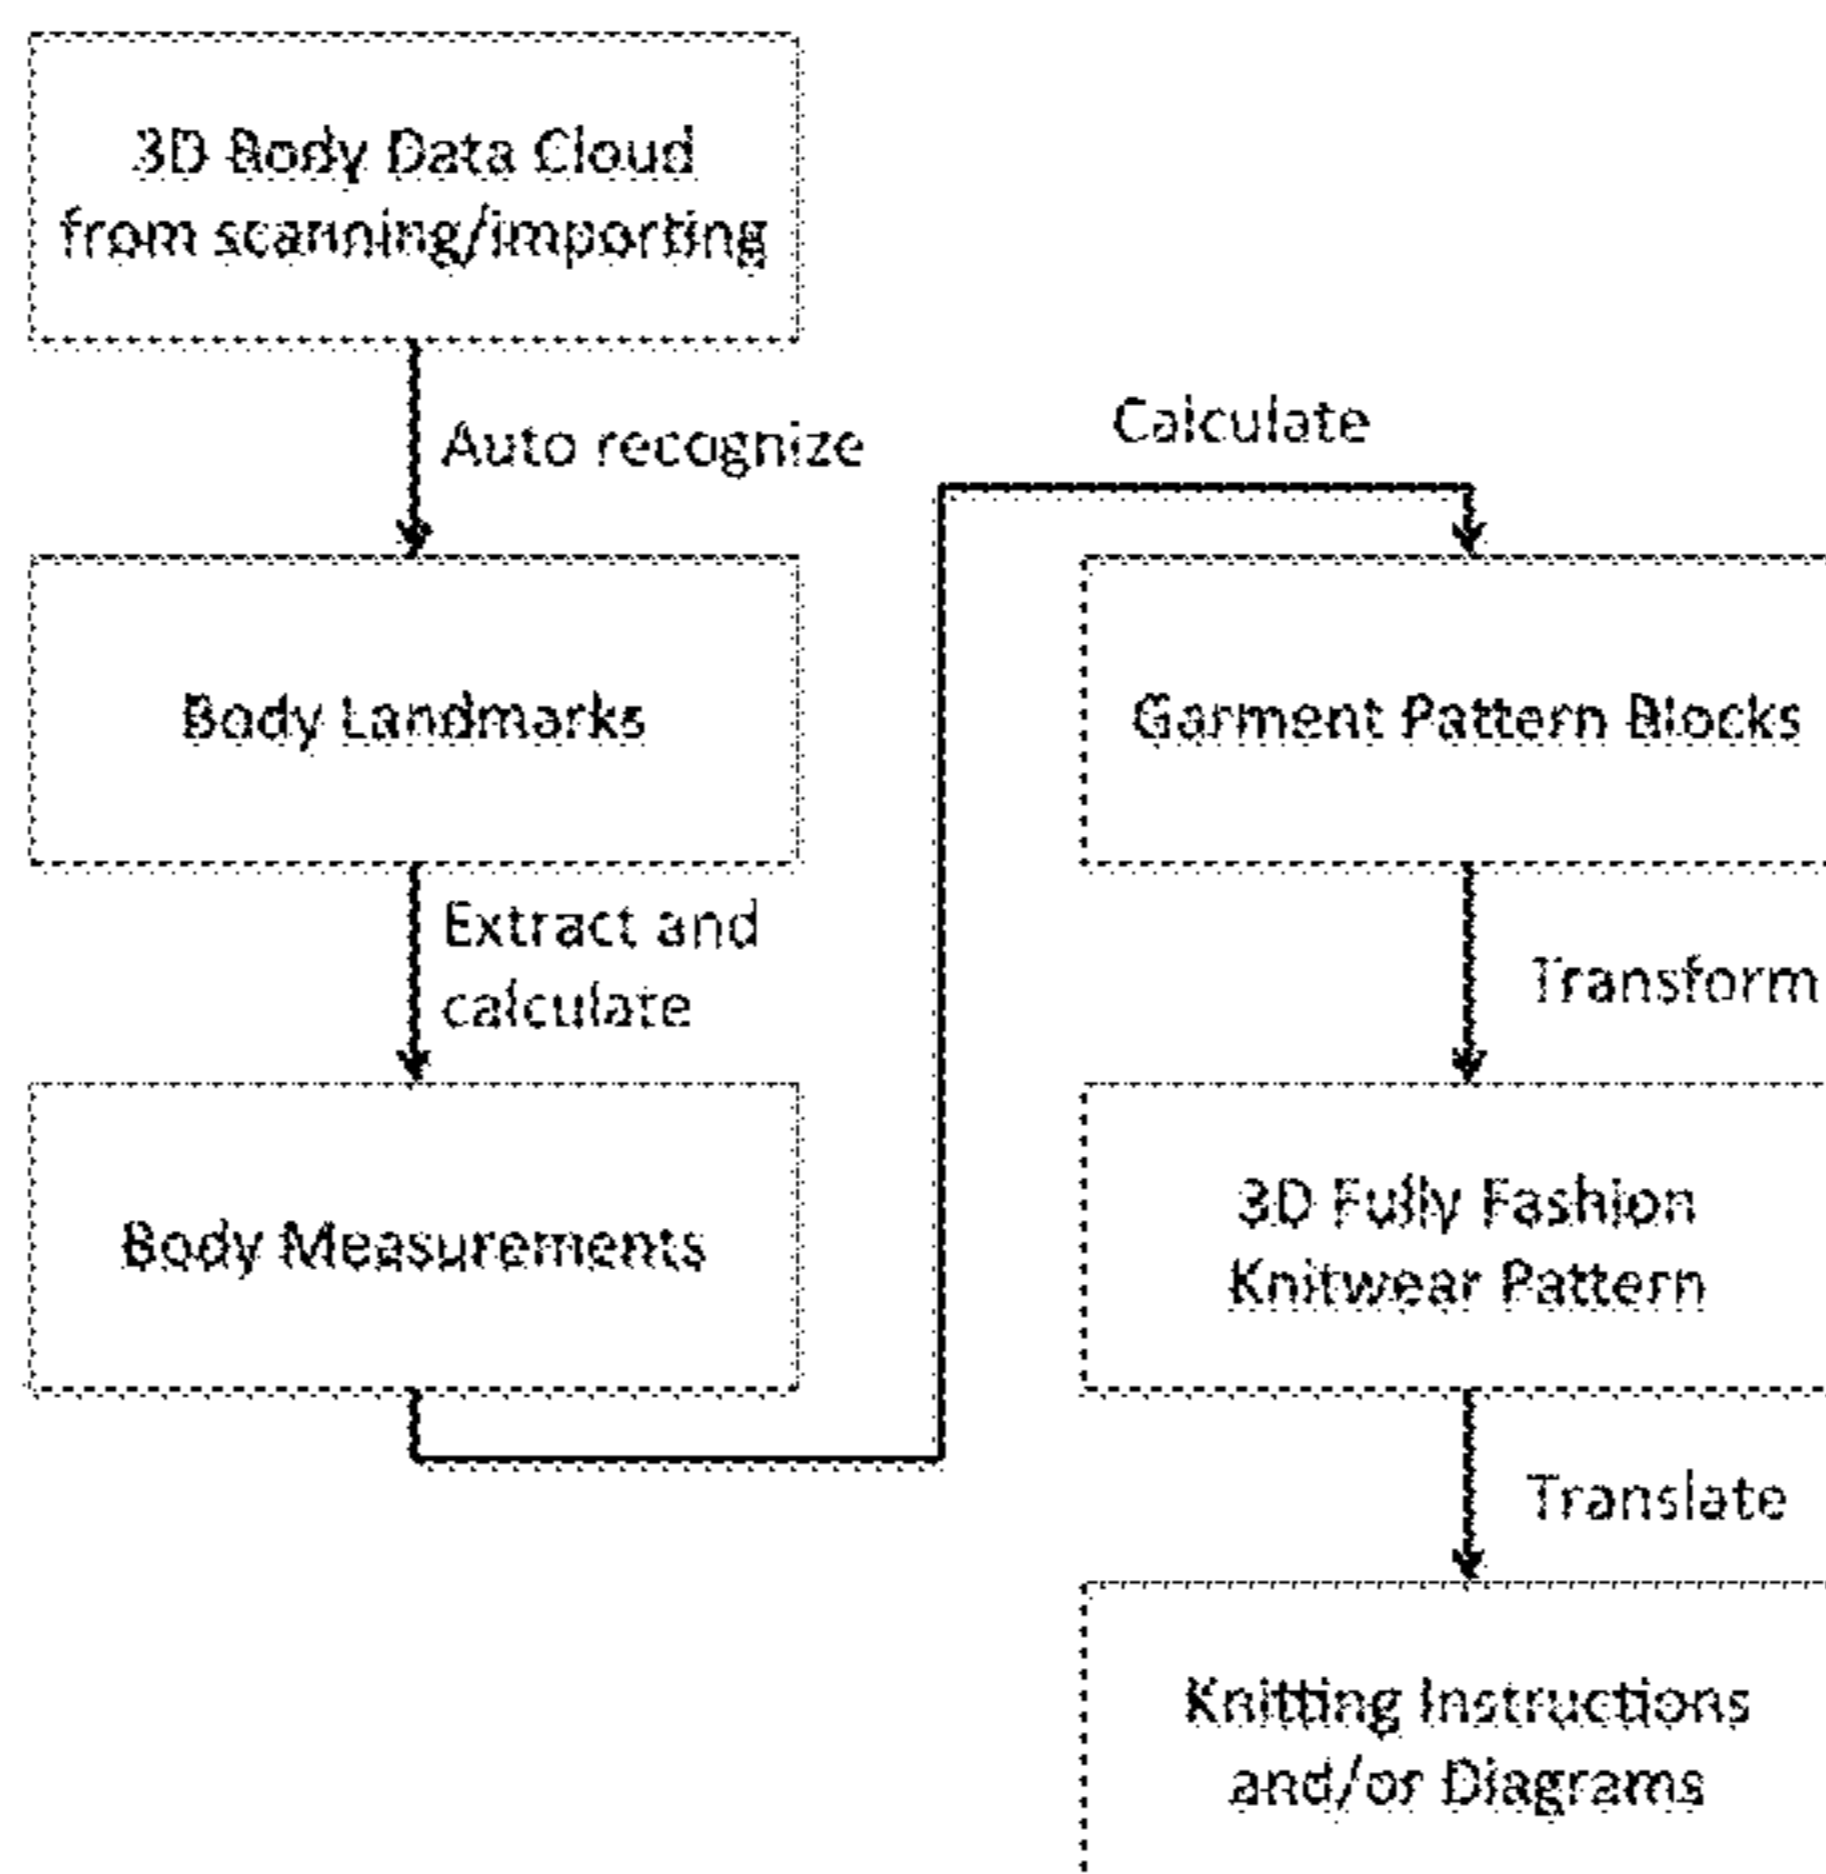 3D Body Data Cloud
from scanning/importing
Auto recognize
Body Landmarks
Extract and
calculate
Body Measurements
Calculate
Garment Pattern Blocks
Transform
3D Fully Fashion
Knitwear Pattern
Translate
Knitting Instructions
and/or Diagrams